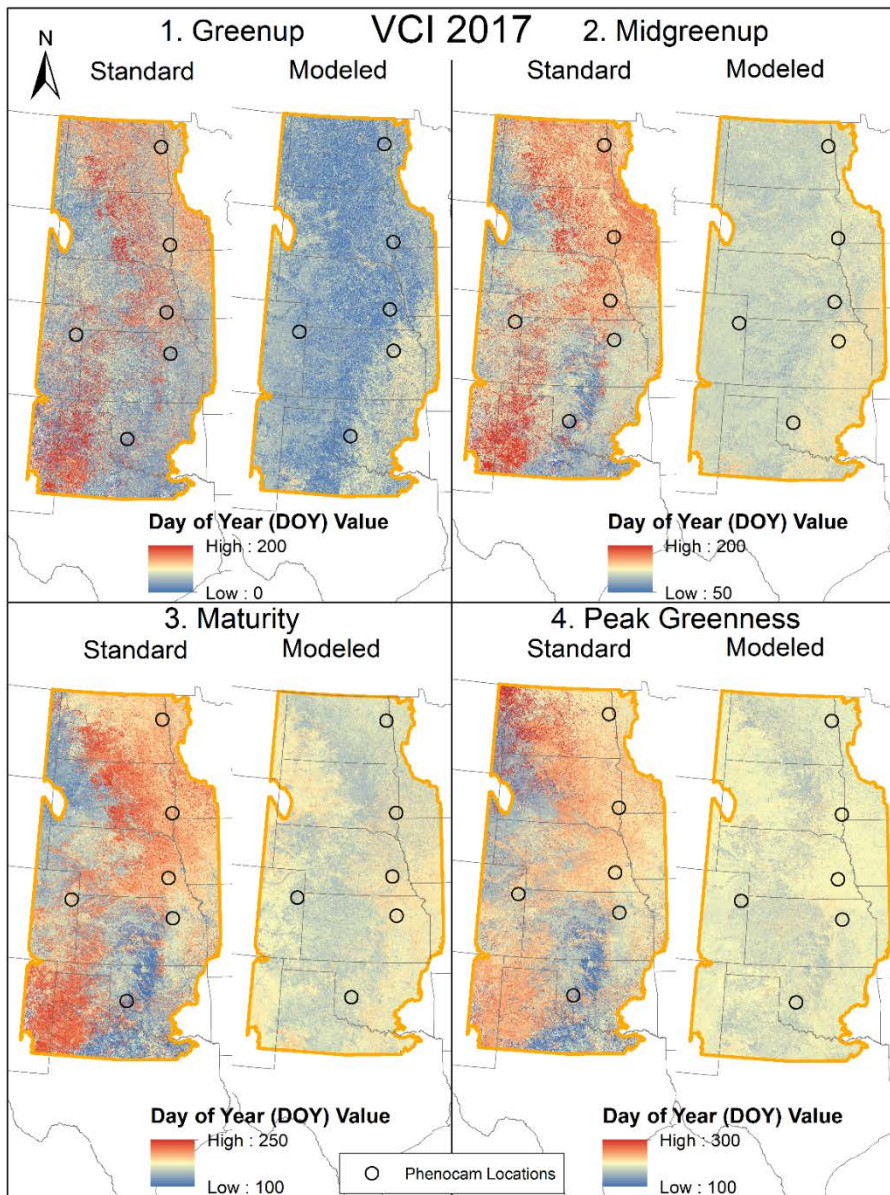 1. Greenup VCI 2017 2. Midgreenup
N
Standard Modeled Standard Modeled
Day of Year (DOY) Value Day of Year (DOY) Value
High : 200 High : 200
Low : 0 Low : 50
3. Maturity 4. Peak Greenness
Standard Modeled Standard Modeled
Day of Year (DOY) Value Day of Year (DOY) Value
High : 250 High : 300
Phenocam Locations
Low : 100 Low : 100